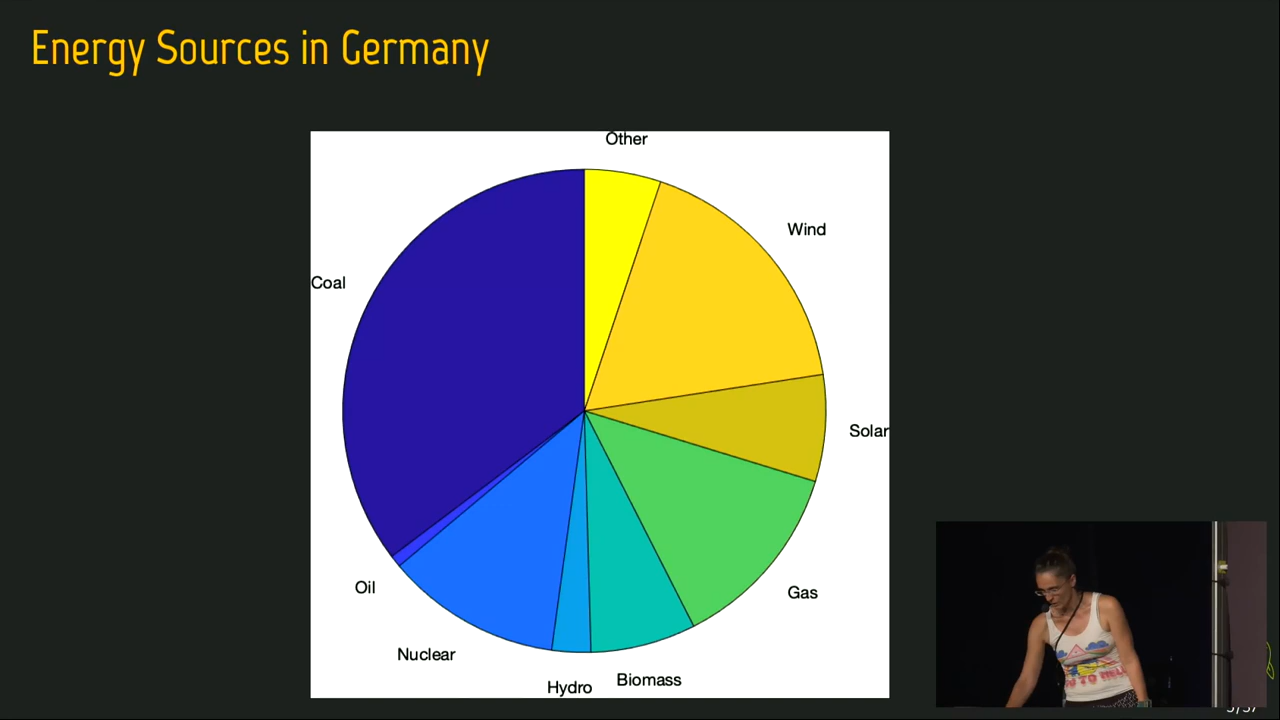 Energy Sources in Germany
Other
Wind
Coal
Solar
Oil
Gas
Nuclear
Biomass
Hydro